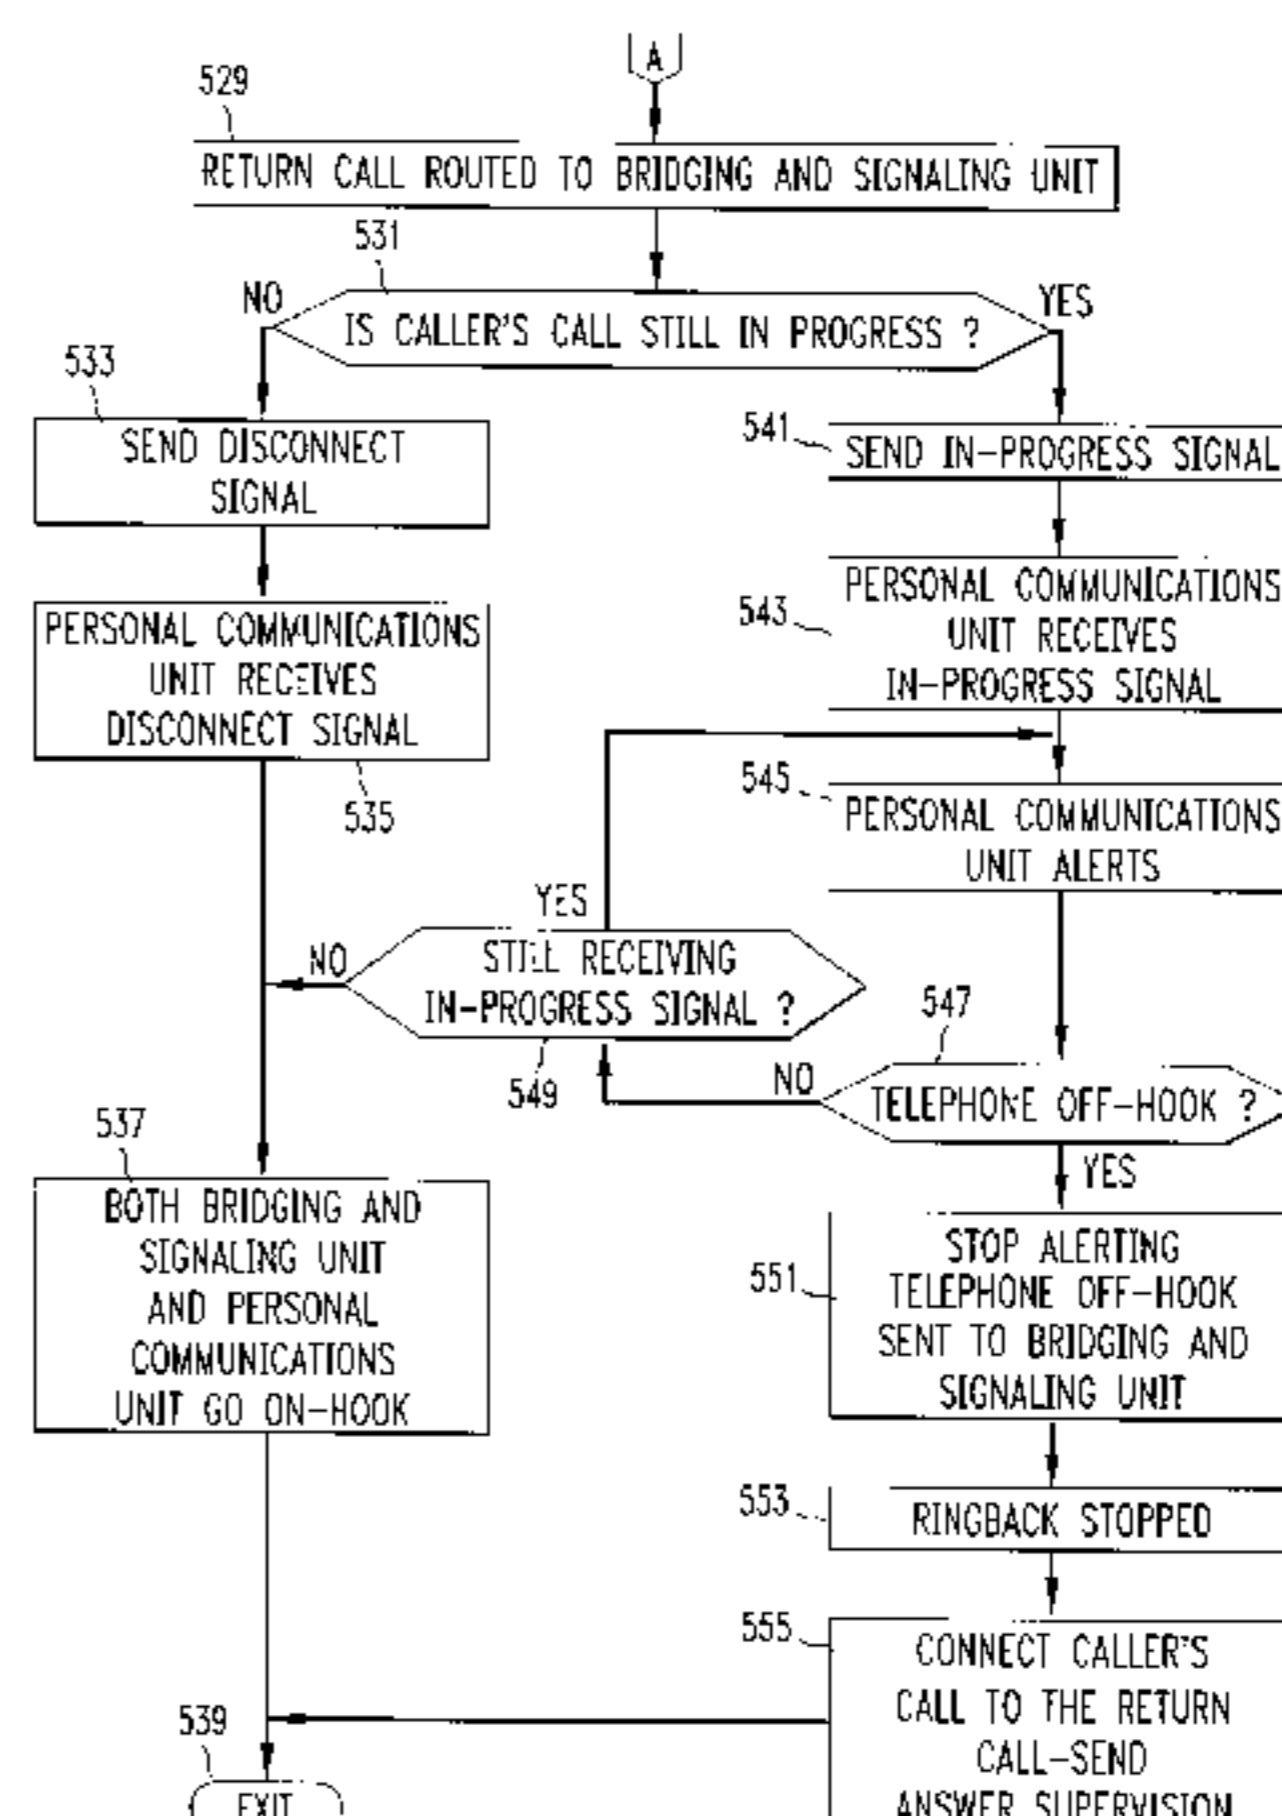 A
529
RETURN CALL ROUTED TO BRIDGING AND SIGNALING UNIT
531
NO
YES
IS CALLER'S CALL STILL IN PROGRESS ?
533
SEND DISCONNECT
SIGNAL
541
SEND IN-PROGRESS SIGNAL
PERSONAL COMMUNICATIONS
UNIT RECEIVES
DISCONNECT SIGNAL
535
543
PERSONAL COMMUNICATIONS
UNIT RECEIVES
IN-PROGRESS SIGNAL
545
PERSONAL COMMUNICATIONS
UNIT ALERTS
YES
NO
STILL RECEIVING
IN-PROGRESS SIGNAL ?
549
547
NO
TELEPHONE OFF-HOOK ?
YES
537
BOTH BRIDGING AND
SIGNALING UNIT
AND PERSONAL
COMMUNICATIONS
UNIT GO ON-HOOK
551
STOP ALERTING
TELEPHONE OFF-HOOK
SENT TO BRIDGING AND
SIGNALING UNIT
553
RINGBACK STOPPED
555
CONNECT CALLER'S
CALL TO THE RETURN
CALL-SEND
ANSWER SUPERVISION
539
EXIT